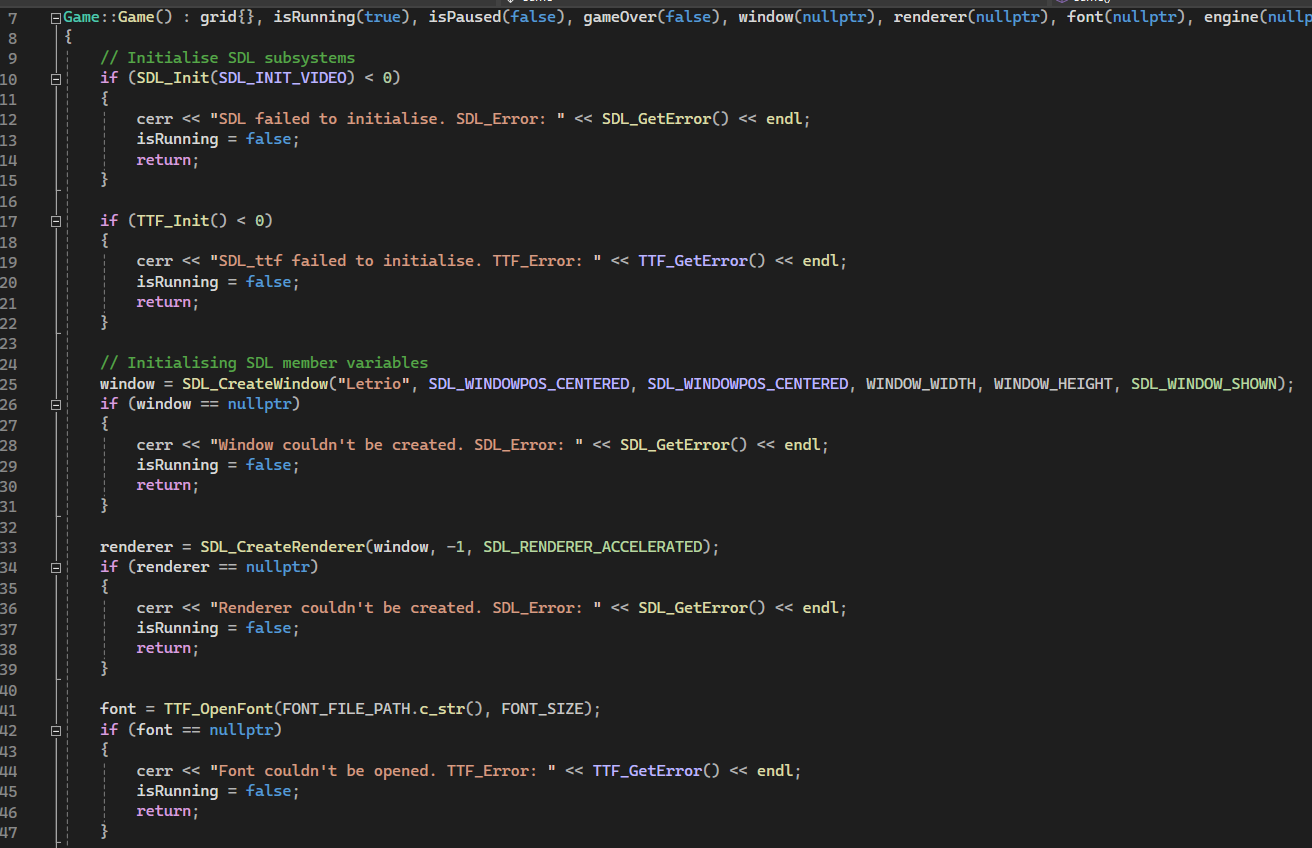 7 Game::Game() : grid{}, isRunning(true), isPaused(false), gameOver(false), window(nullptr), renderer(nullptr), font(nullptr), engine(nullp
8 {
9 // Initialise SDL subsystems
10 if (SDL_Init(SDL_INIT_VIDEO) < 0)
11 {
12 cerr << "SDL failed to initialise. SDL_Error: " << SDL_GetError() << endl;
13 isRunning = false;
14 return;
15 }
16
17 if (TTF_Init() < 0)
18 {
19 cerr << "SDL_ttf failed to initialise. TTF_Error: " << TTF_GetError() << endl;
20 isRunning = false;
21 return;
22 }
23
24 // Initialising SDL member variables
25 window = SDL_CreateWindow("Letrio", SDL_WINDOWPOS_CENTERED, SDL_WINDOWPOS_CENTERED, WINDOW_WIDTH, WINDOW_HEIGHT, SDL_WINDOW_SHOWN);
26 if (window == nullptr)
27 {
28 cerr << "Window couldn't be created. SDL_Error: " << SDL_GetError() << endl;
29 isRunning = false;
30 return;
31 }
32
33 renderer = SDL_CreateRenderer(window, -1, SDL_RENDERER_ACCELERATED);
34 if (renderer == nullptr)
35 {
36 cerr << "Renderer couldn't be created. SDL_Error: " << SDL_GetError() << endl;
37 isRunning = false;
38 return;
39 }
40
41 font = TTF_OpenFont(FONT_FILE_PATH.c_str(), FONT_SIZE);
42 if (font == nullptr)
43 {
44 cerr << "Font couldn't be opened. TTF_Error: " << TTF_GetError() << endl;
45 isRunning = false;
46 return;
47 }